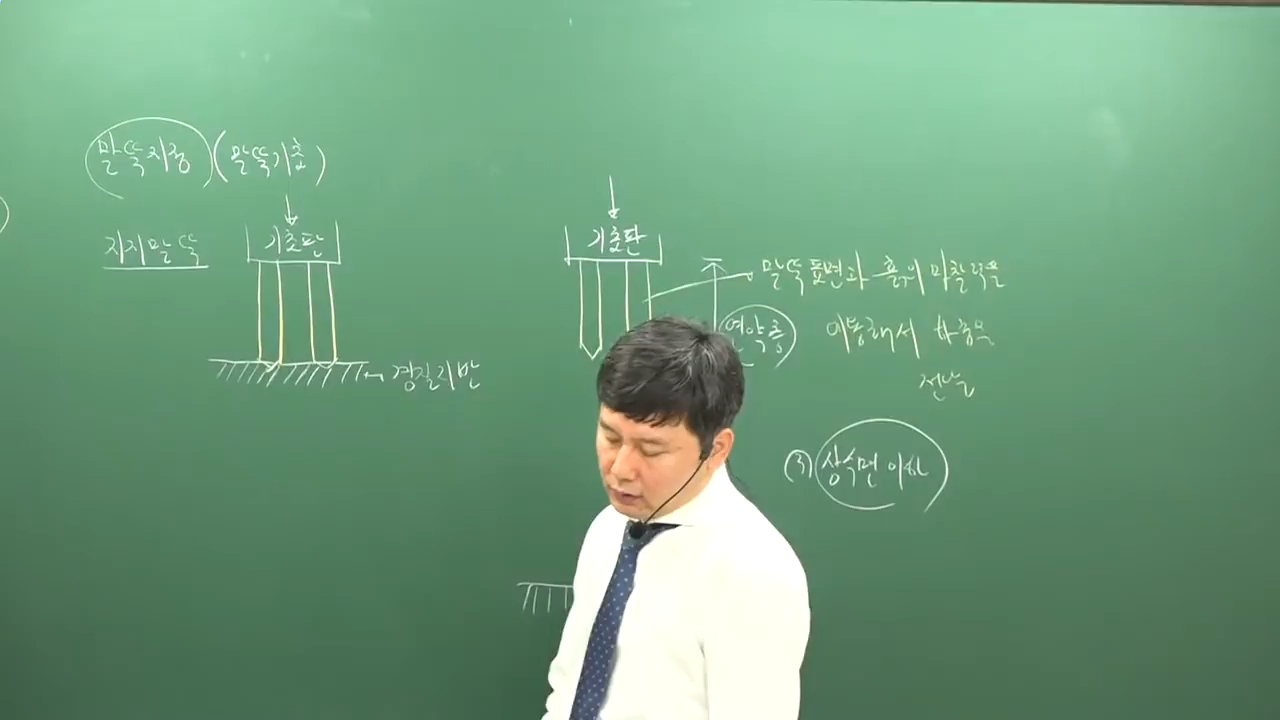 말뚝지정 (말뚝기초)
지지말뚝
기초판
경질지반
기초판
말뚝표면과 흙의 마찰력을
이용해서 하중을
전달
연약층
③ 상수면 이하